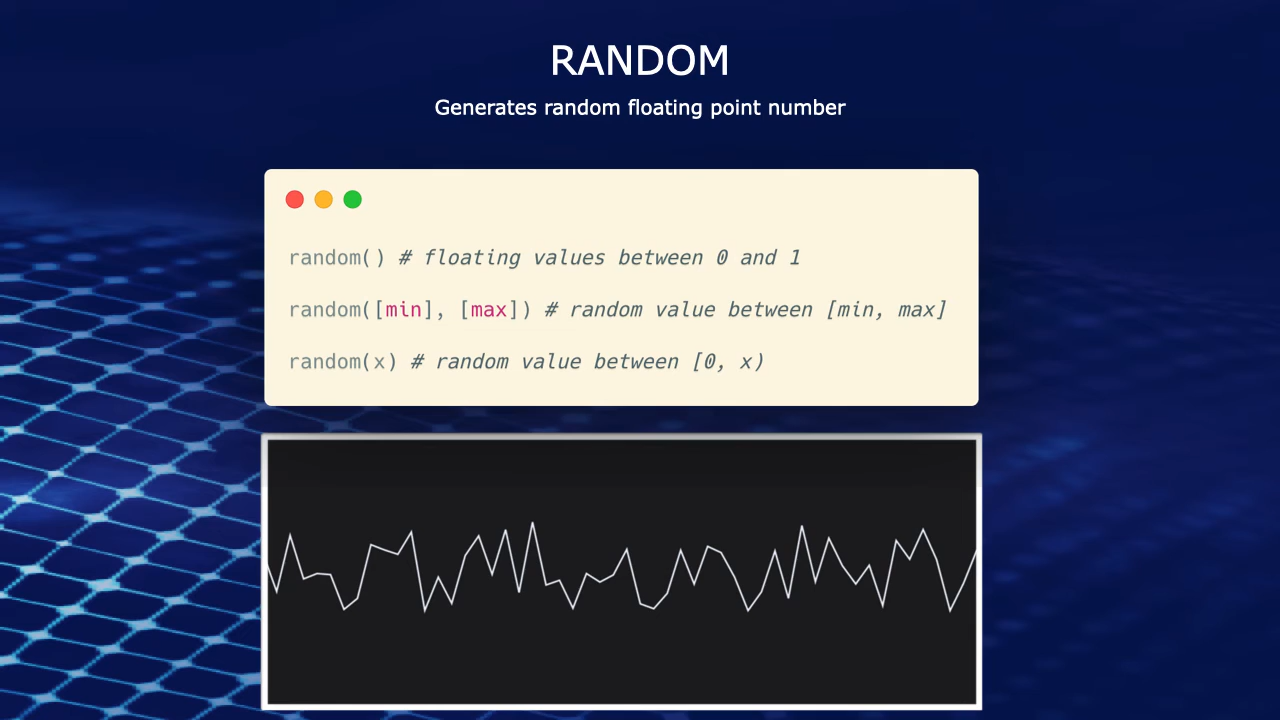 RANDOM
Generates random floating point number
random() # floating values between 0 and 1
random([min], [max]) # random value between [min, max]
random(x) # random value between [0, x)